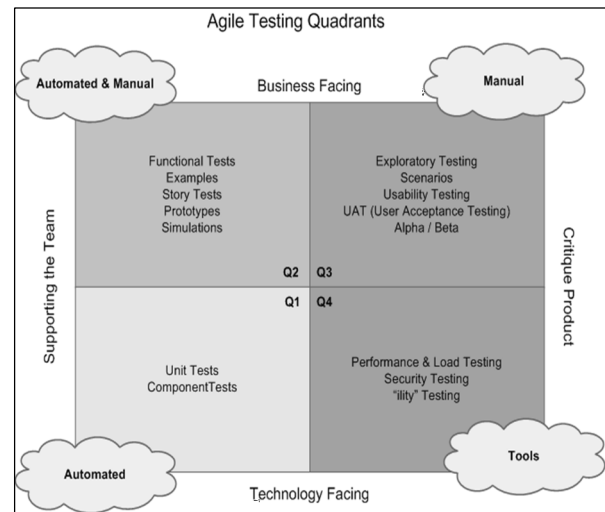 Agile Testing Quadrants
Automated & Manual
Business Facing
Manual
Functional Tests
Examples
Story Tests
Prototypes
Simulations
Exploratory Testing
Scenarios
Usability Testing
UAT (User Acceptance Testing)
Alpha / Beta
Supporting the Team
Critique Product
Q2
Q3
Q1
Q4
Unit Tests
ComponentTests
Performance & Load Testing
Security Testing
"ility" Testing
Automated
Tools
Technology Facing